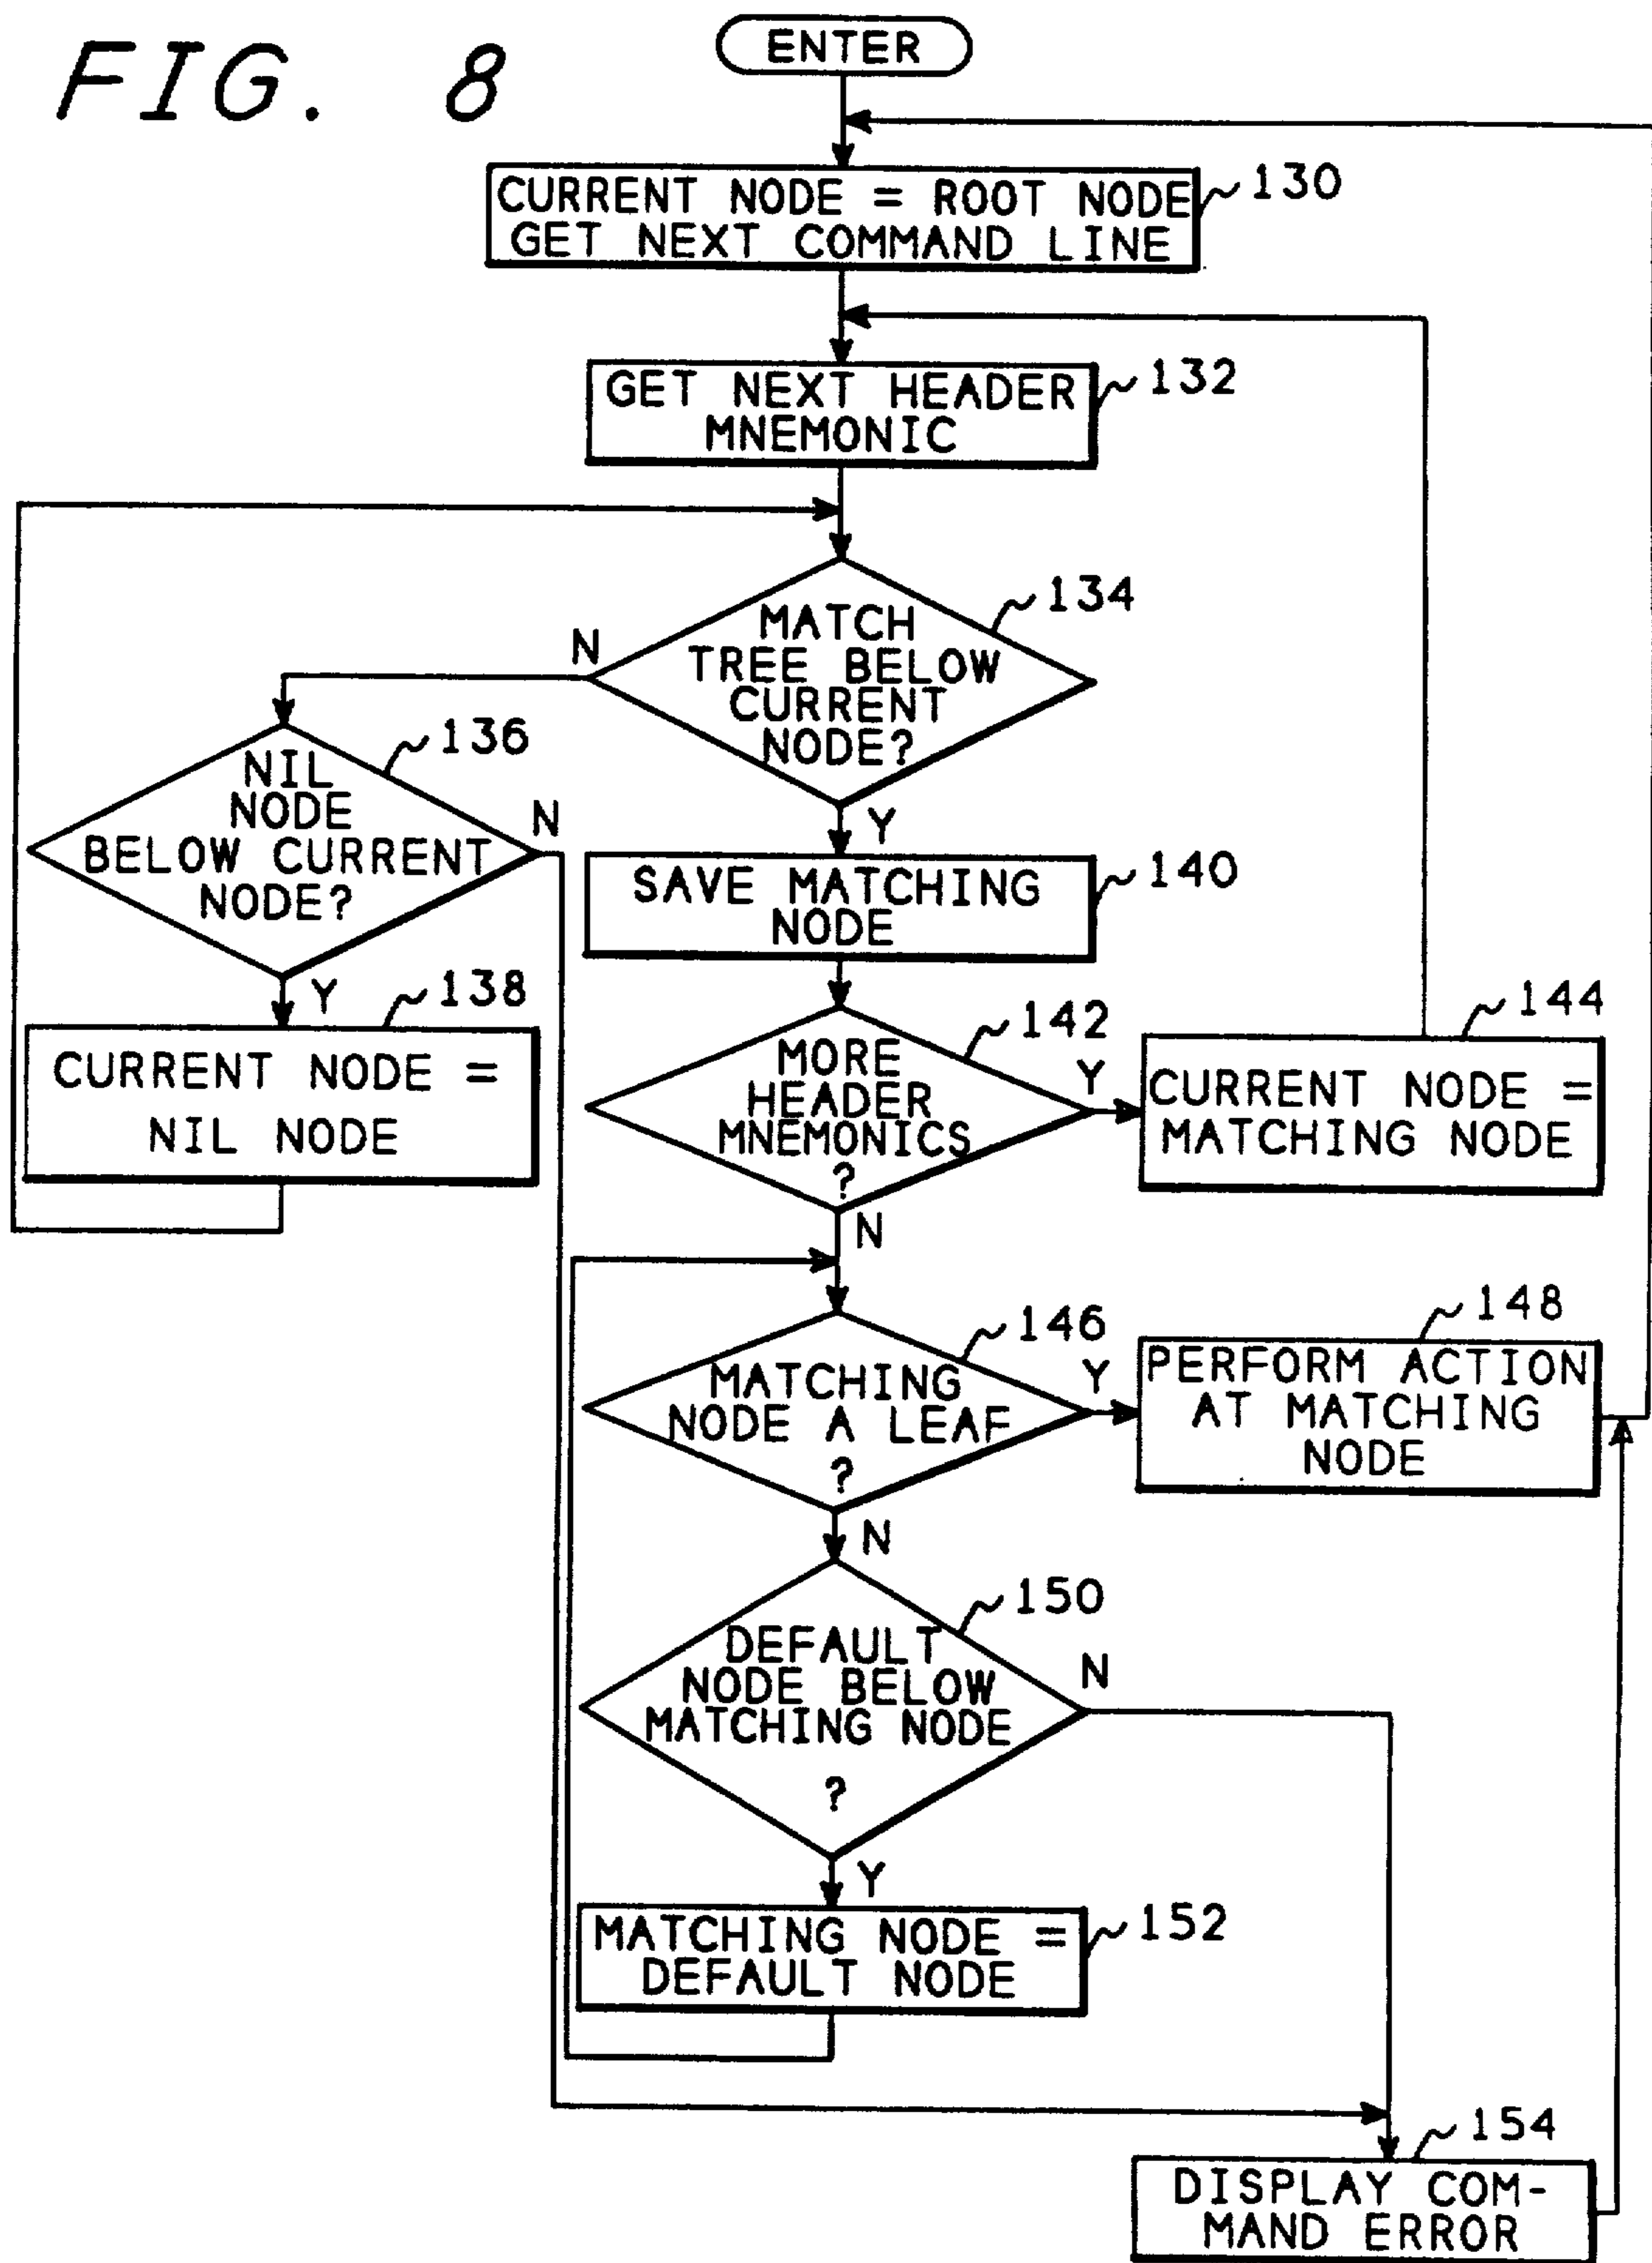 FIG. 8
ENTER
CURRENT NODE = ROOT NODE
GET NEXT COMMAND LINE
130
GET NEXT HEADER
MNEMONIC
132
MATCH
TREE BELOW
CURRENT
NODE?
134
N
Y
NIL
NODE
BELOW CURRENT
NODE?
136
N
Y
CURRENT NODE =
NIL NODE
138
SAVE MATCHING
NODE
140
MORE
HEADER
MNEMONICS
?
142
Y
N
CURRENT NODE =
MATCHING NODE
144
MATCHING
NODE A LEAF
?
146
Y
N
PERFORM ACTION
AT MATCHING
NODE
148
DEFAULT
NODE BELOW
MATCHING NODE
?
150
N
Y
MATCHING NODE =
DEFAULT NODE
152
DISPLAY COM-
MAND ERROR
154